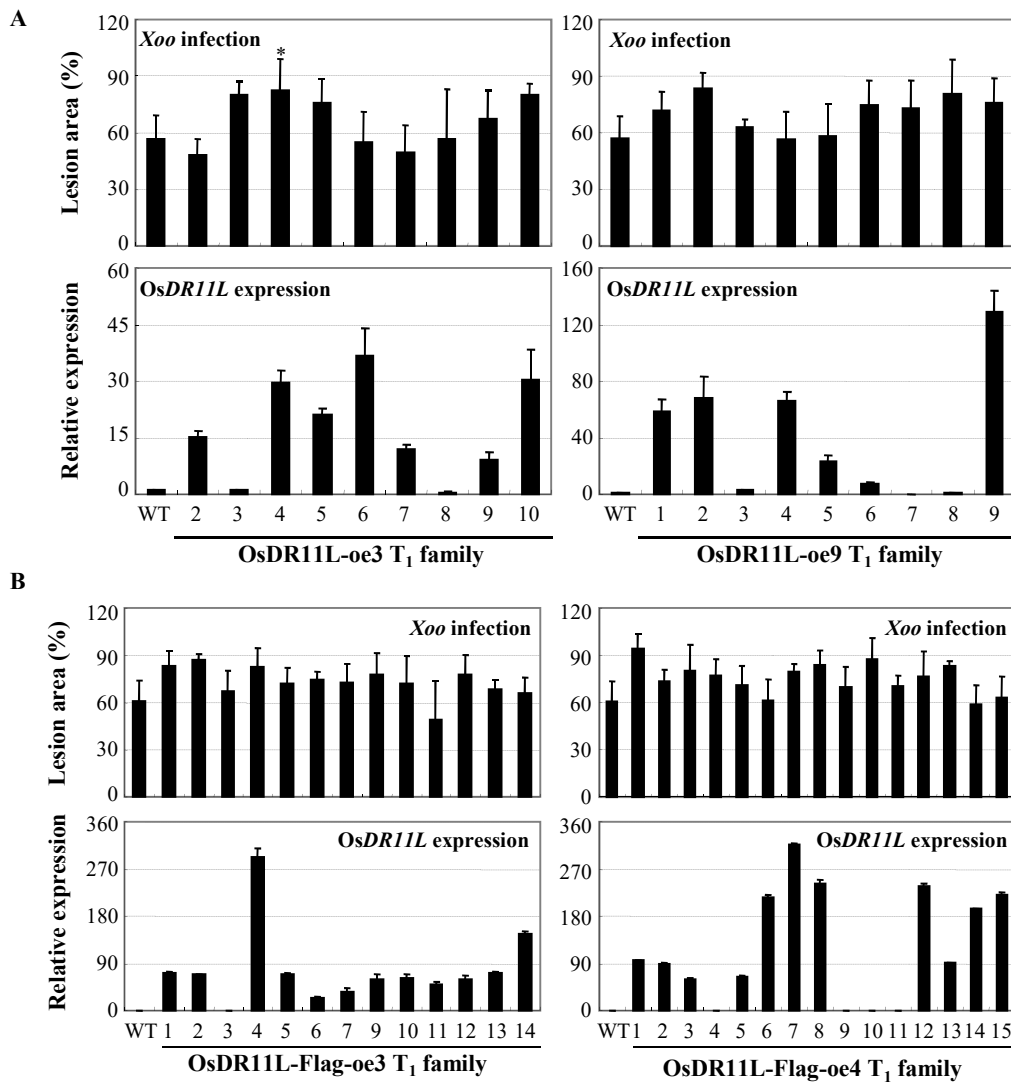 A
Lesion area (%)
120
90
60
30
0
Xoo infection
*
120
90
60
30
0
Xoo infection
Relative expression
60
45
30
15
0
OsDR11L expression
160
120
80
40
0
OsDR11L expression
WT 2 3 4 5 6 7 8 9 10
WT 1 2 3 4 5 6 7 8 9
OsDR11L-oe3 T1 family
OsDR11L-oe9 T1 family
B
Lesion area (%)
120
90
60
30
0
Xoo infection
120
90
60
30
0
Xoo infection
Relative expression
360
270
180
90
0
OsDR11L expression
360
270
180
90
0
OsDR11L expression
WT 1 2 3 4 5 6 7 9 10 11 12 13 14
WT 1 2 3 4 5 6 7 8 9 10 11 12 13 14 15
OsDR11L-Flag-oe3 T1 family
OsDR11L-Flag-oe4 T1 family